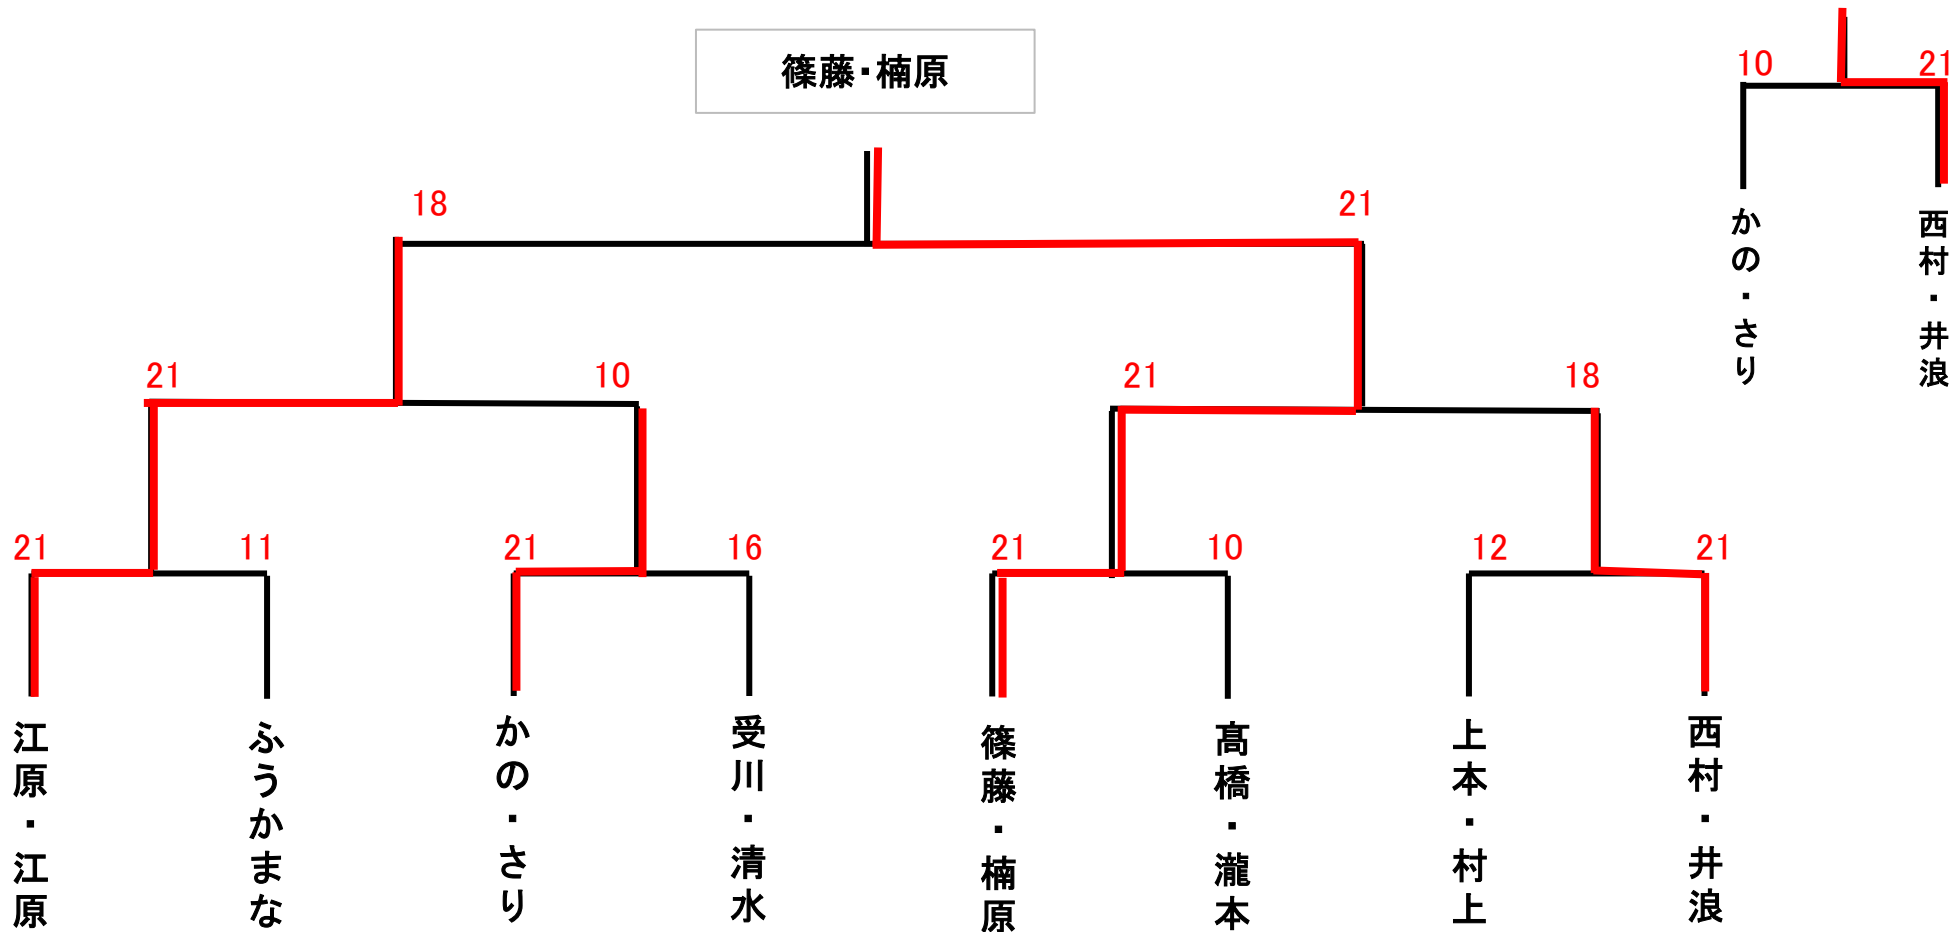 篠藤・楠原
10
21
かの・さり
西村・井浪
18
21
21
10
21
18
21
11
21
16
21
10
12
21
江原・江原
ふうかまな
かの・さり
受川・清水
篠藤・楠原
髙橋・瀧本
上本・村上
西村・井浪